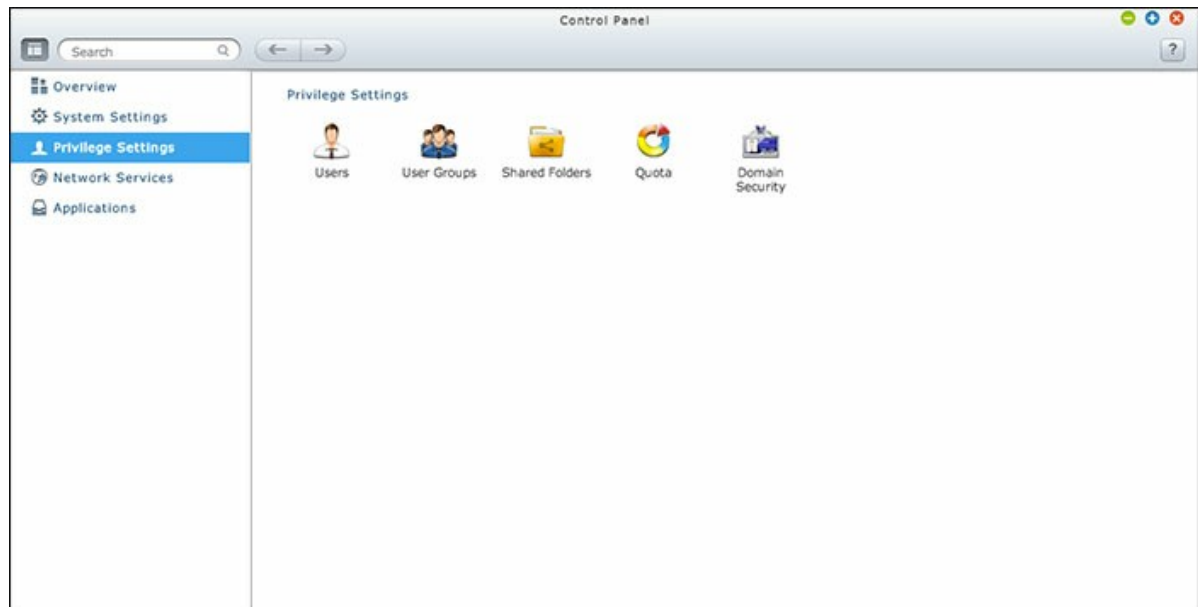 Control Panel
Search
?
Overview
System Settings
Privilege Settings
Network Services
Applications
Privilege Settings
Users
User Groups
Shared Folders
Quota
Domain
Security